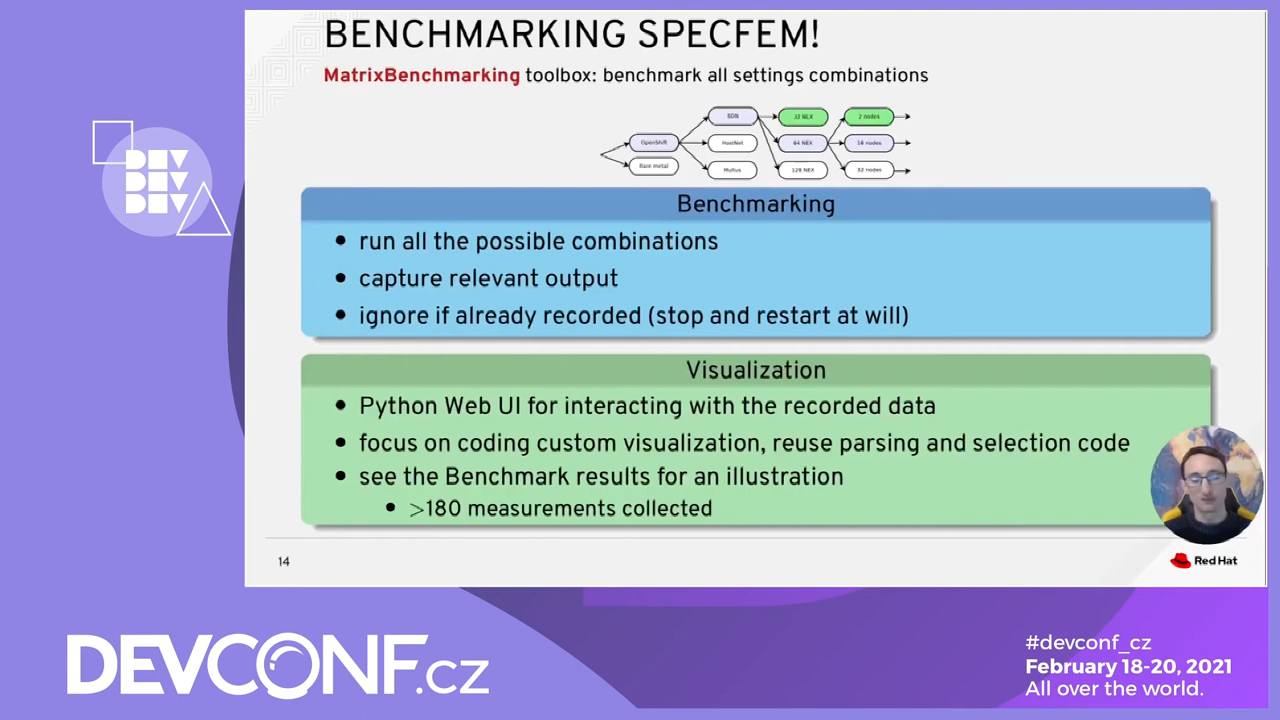 BENCHMARKING SPECFEM!
MatrixBenchmarking toolbox: benchmark all settings combinations
SDN
32 NEX
2 nodes
OpenShift
HostNet
64 NEX
16 nodes
Bare metal
Multus
128 NEX
32 nodes
DEV
DEV
DEV
Benchmarking
• run all the possible combinations
• capture relevant output
• ignore if already recorded (stop and restart at will)
Visualization
• Python Web UI for interacting with the recorded data
• focus on coding custom visualization, reuse parsing and selection code
• see the Benchmark results for an illustration
• >180 measurements collected
14
Red Hat
DEVCONF.cz
#devconf_cz
February 18-20, 2021
All over the world.